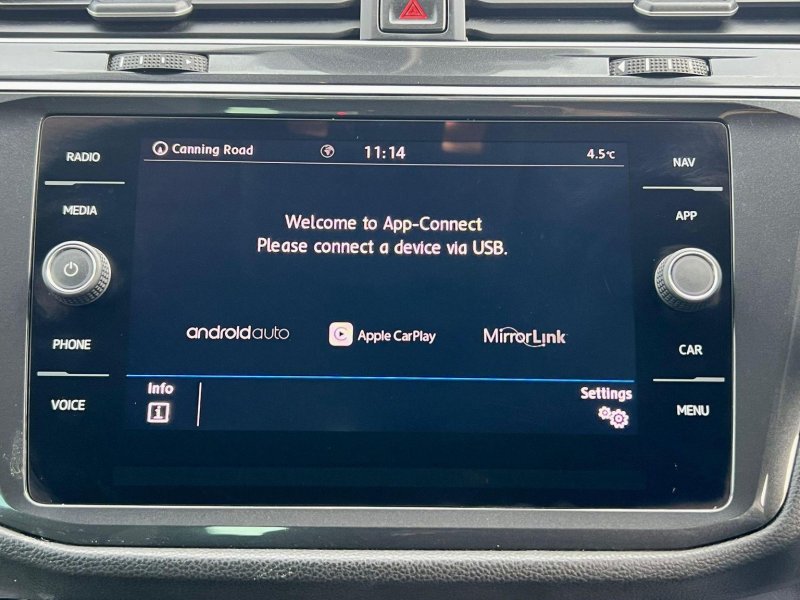 RADIO
MEDIA
PHONE
VOICE
Canning Road
11:14
4.5°C
Welcome to App-Connect
Please connect a device via USB.
androidauto
Apple CarPlay
MirrorLink
Info
Settings
NAV
APP
CAR
MENU